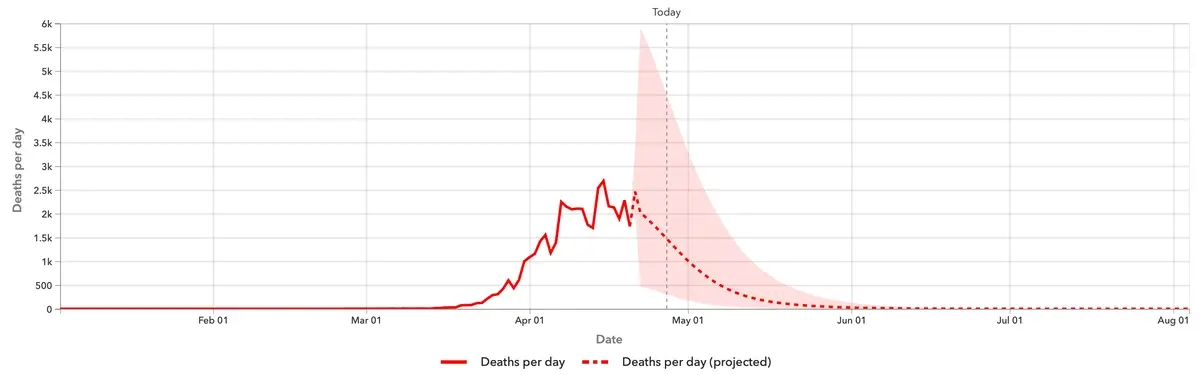 Today
6k
5.5k
5k
4.5k
4k
3.5k
3k
2.5k
2k
1.5k
1k
500
0
Deaths per day
Feb 01 Mar 01 Apr 01 May 01 Jun 01 Jul 01 Aug 01
Date
Deaths per day Deaths per day (projected)